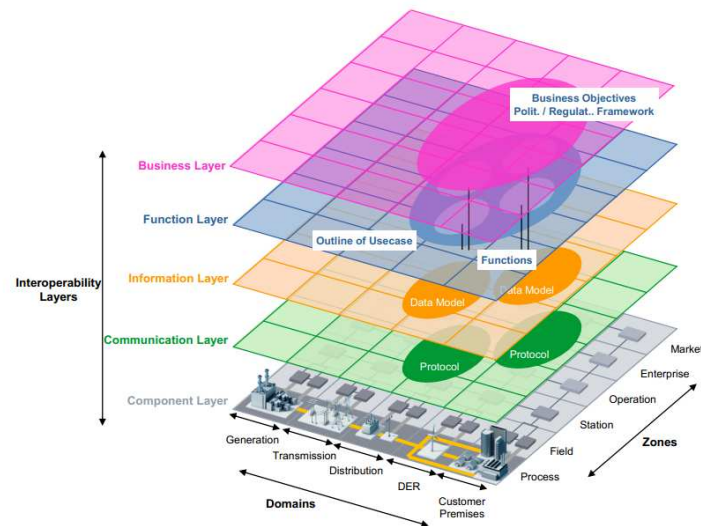 Business Objectives
Polit. / Regulat.. Framework
Business Layer
Function Layer
Outline of Usecase
Functions
Interoperability
Layers
Information Layer
Data Model
Data Model
Communication Layer
Protocol
Protocol
Component Layer
Market
Enterprise
Operation
Station
Field
Process
Zones
Generation
Transmission
Distribution
DER
Customer
Premises
Domains